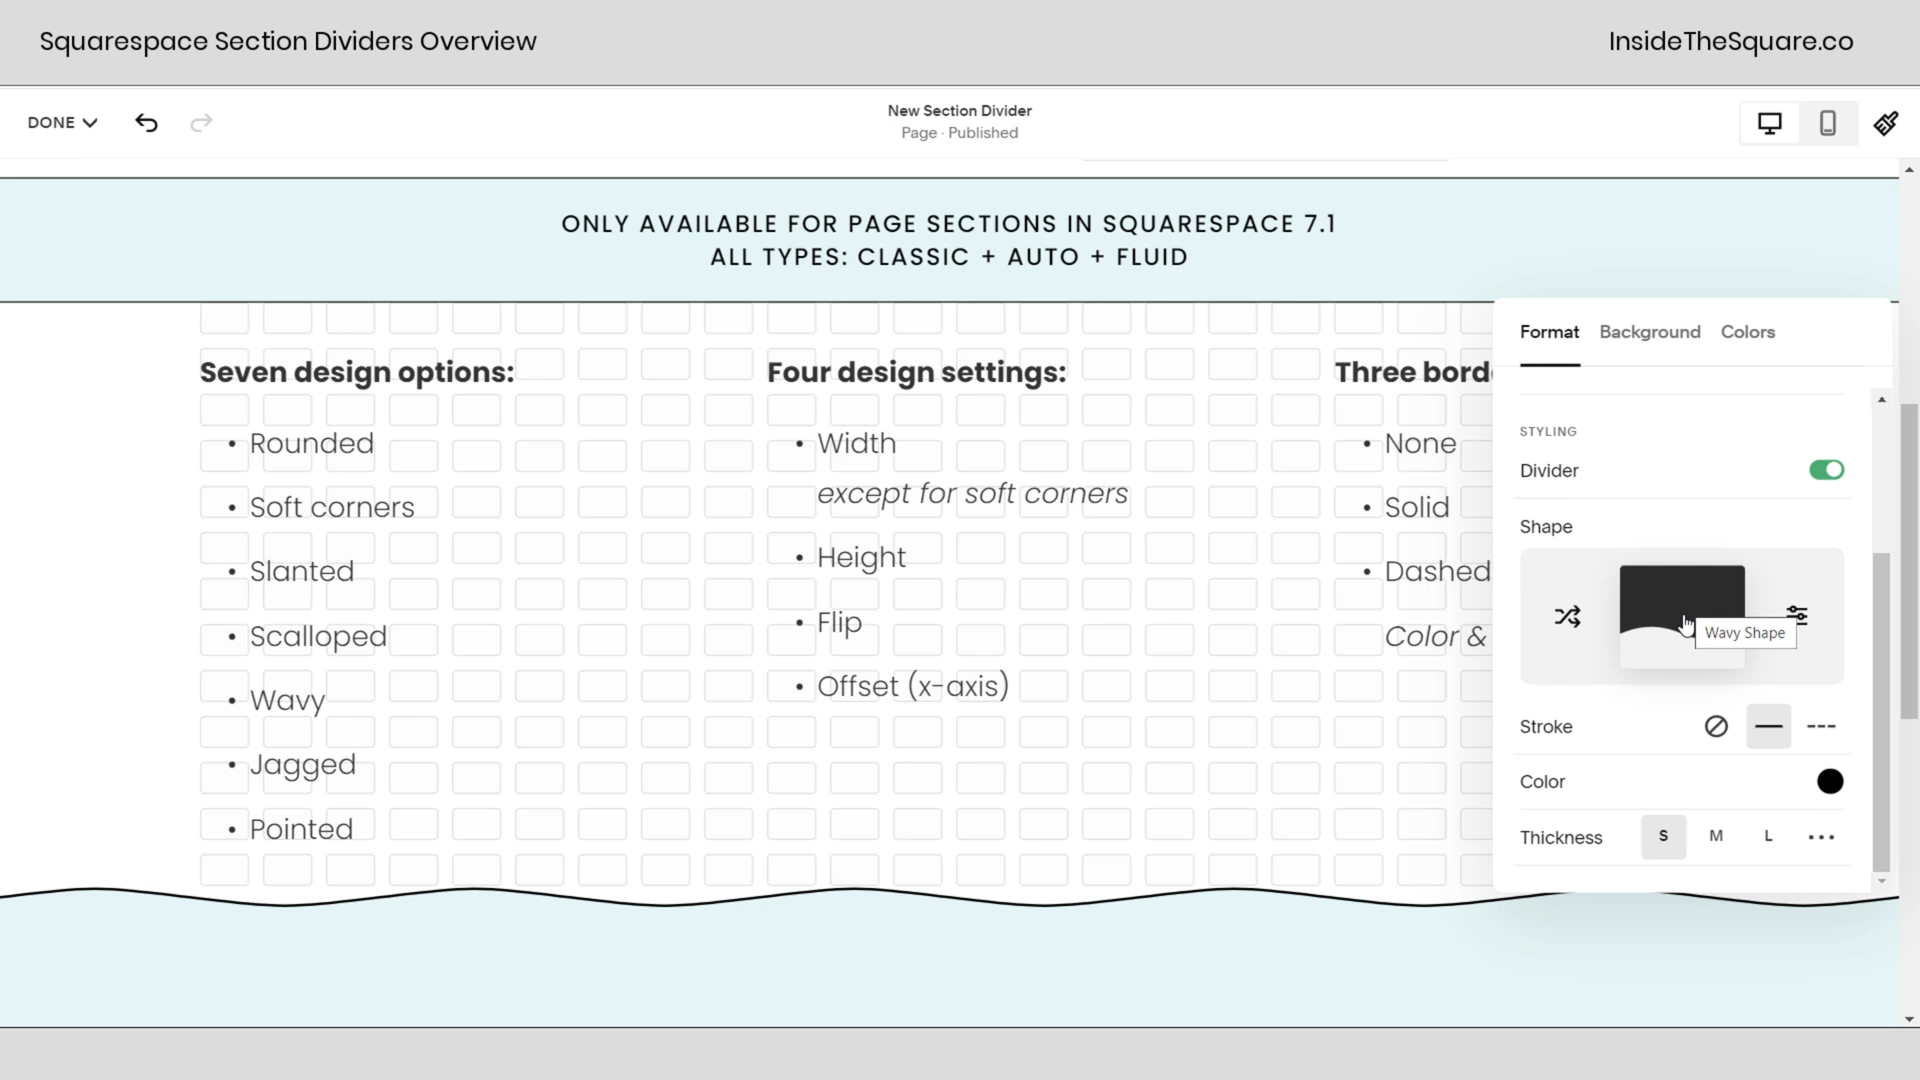 Squarespace Section Dividers Overview
InsideTheSquare.co
DONE
New Section Divider
Page · Published
ONLY AVAILABLE FOR PAGE SECTIONS IN SQUARESPACE 7.1
ALL TYPES: CLASSIC + AUTO + FLUID
Seven design options:
• Rounded
• Soft corners
• Slanted
• Scalloped
• Wavy
• Jagged
• Pointed
Four design settings:
• Width
except for soft corners
• Height
• Flip
• Offset (x-axis)
Three bord
• None
• Solid
• Dashed
Color &
Format Background Colors
STYLING
Divider
Shape
Wavy Shape
Stroke
Color
Thickness S M L